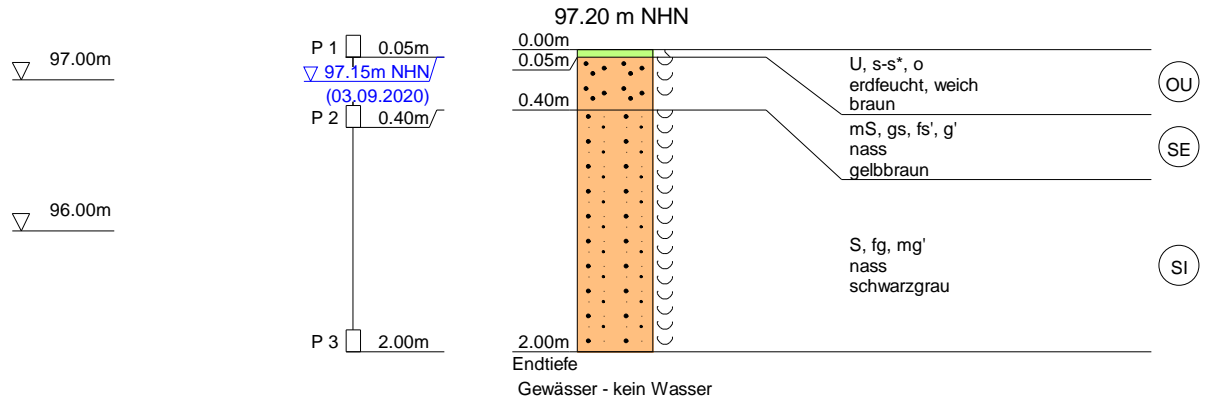 97.20 m NHN
P 1 0.05m
0.00m
97.00m
0.05m
97.15m NHN
(03.09.2020)
U, s-s*, o
erdfeucht, weich
braun
OU
P 2 0.40m
0.40m
mS, gs, fs', g'
nass
gelbbraun
SE
96.00m
S, fg, mg'
nass
schwarzgrau
SI
P 3 2.00m
2.00m
Endtiefe
Gewässer - kein Wasser